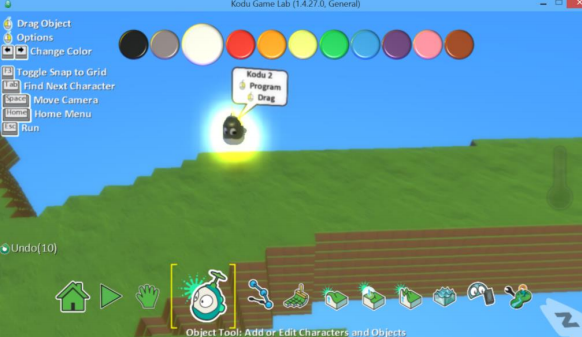 Kodu Game Lab (1.4.27.0, General)
Drag Object
Options
Change Color
Toggle Snap to Grid
Tab Find Next Character
Space Move Camera
Home Home Menu
Esc Run
Kodu 2
Program
Drag
Undo(10)
Object Tool: Add or Edit Characters and Objects